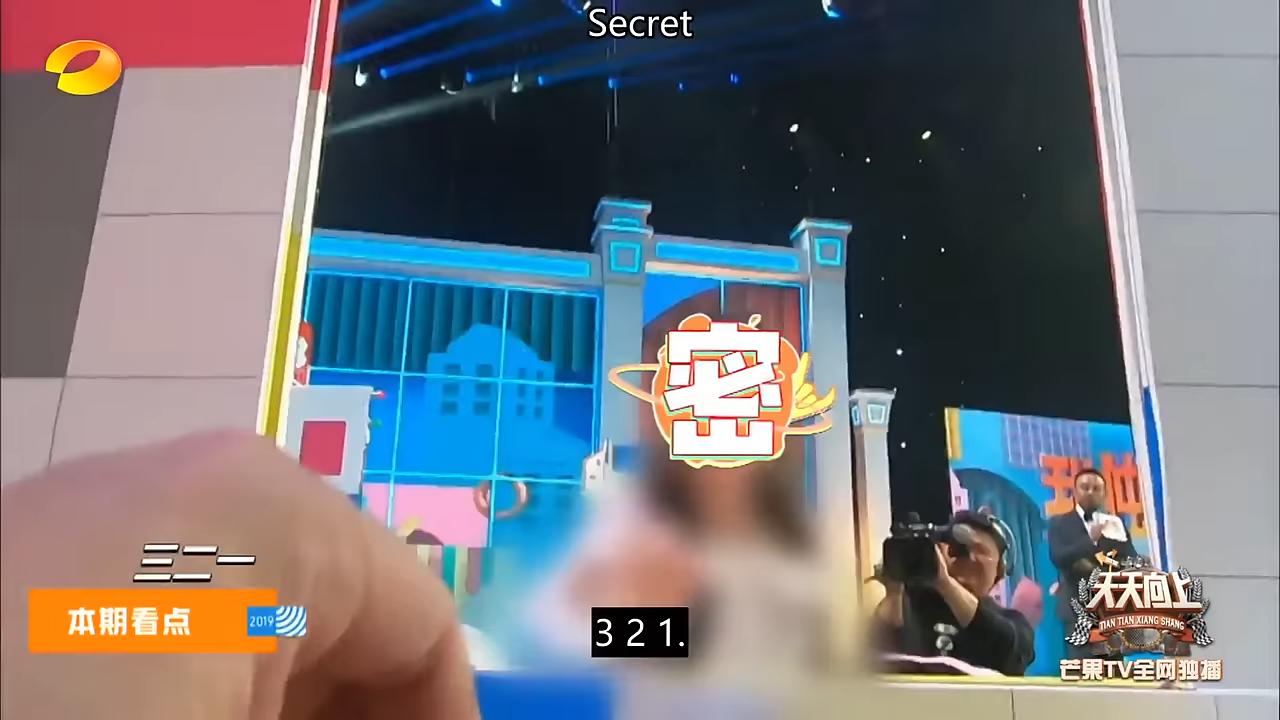 Secret
密
三二一
本期看点
2019
3 2 1.
天天向上
TIAN TIAN XIANG SHANG
芒果TV全网独播